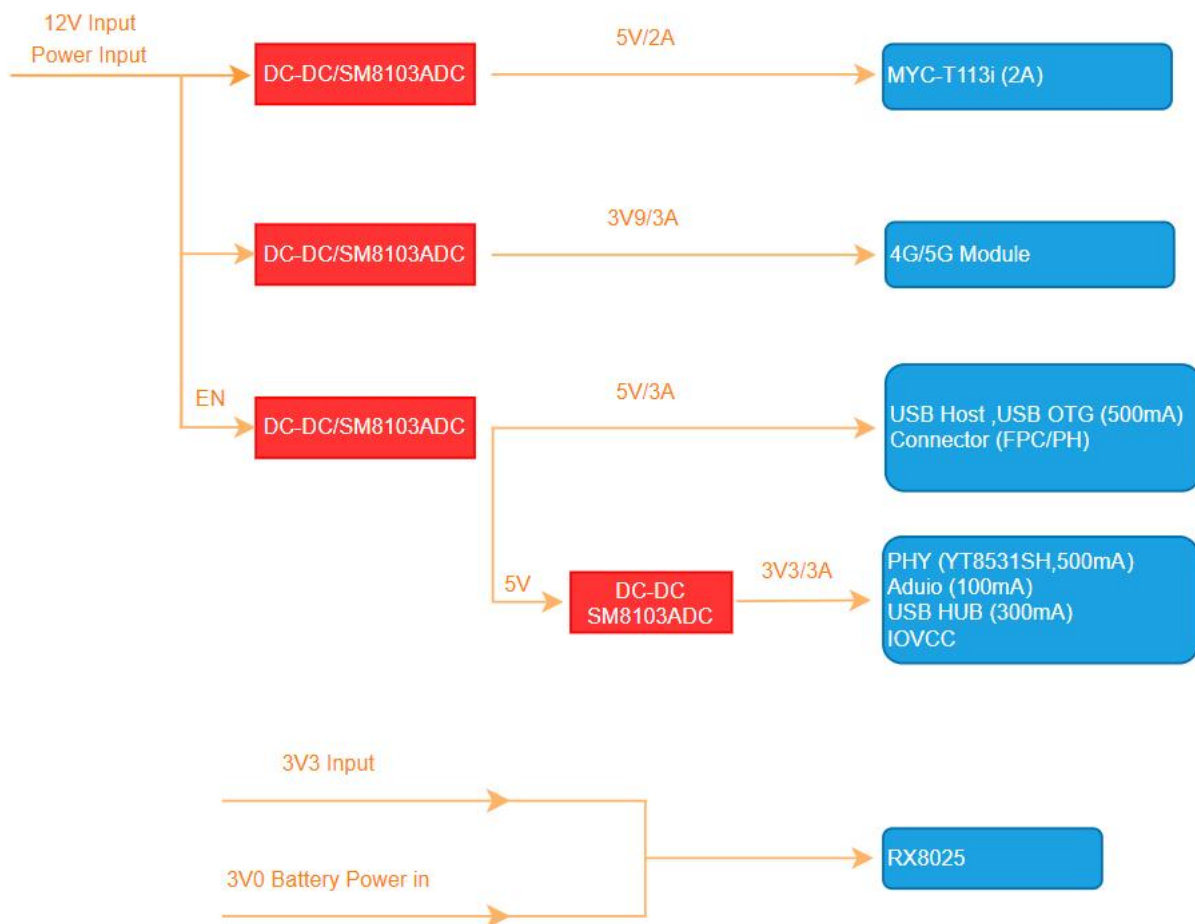 12V Input
Power Input
DC-DC/SM8103ADC
5V/2A
MYC-T113i (2A)
DC-DC/SM8103ADC
3V9/3A
4G/5G Module
EN
DC-DC/SM8103ADC
5V/3A
USB Host ,USB OTG (500mA)
Connector (FPC/PH)
5V
DC-DC
SM8103ADC
3V3/3A
PHY (YT8531SH,500mA)
Aduio (100mA)
USB HUB (300mA)
IOVCC
3V3 Input
3V0 Battery Power in
RX8025